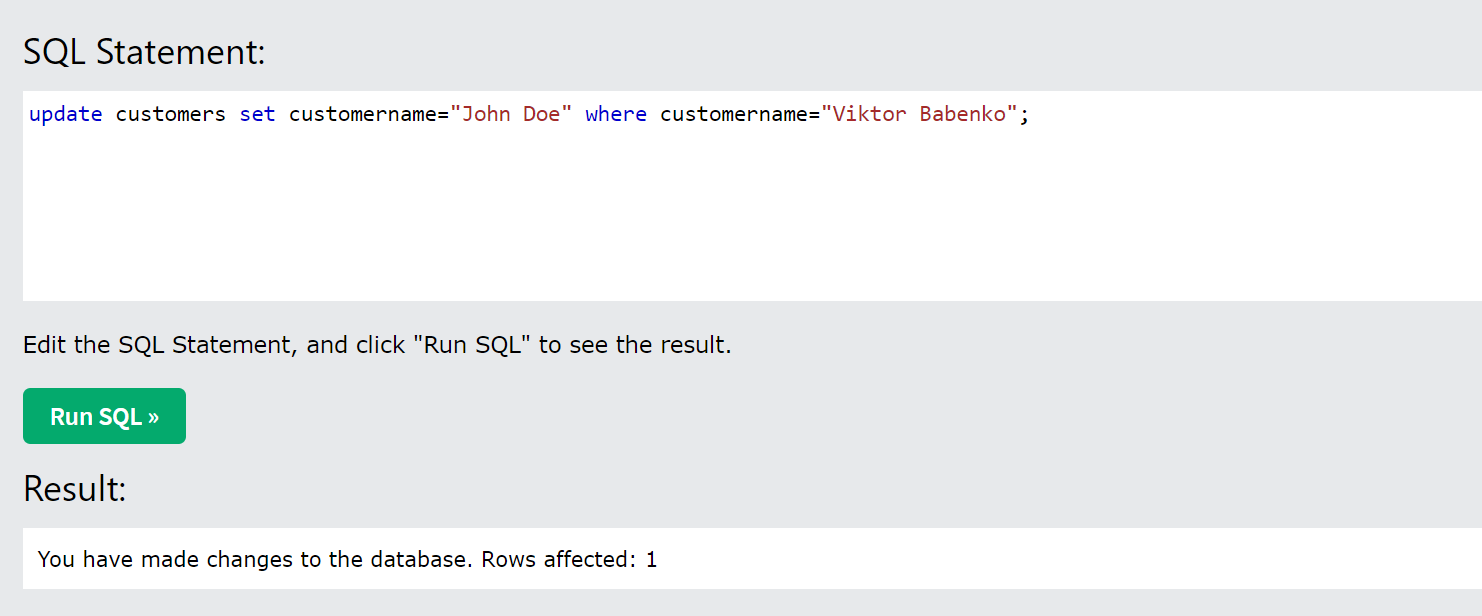 SQL Statement:
update customers set customername="John Doe" where customername="Viktor Babenko";
Edit the SQL Statement, and click "Run SQL" to see the result.
Run SQL »
Result:
You have made changes to the database. Rows affected: 1